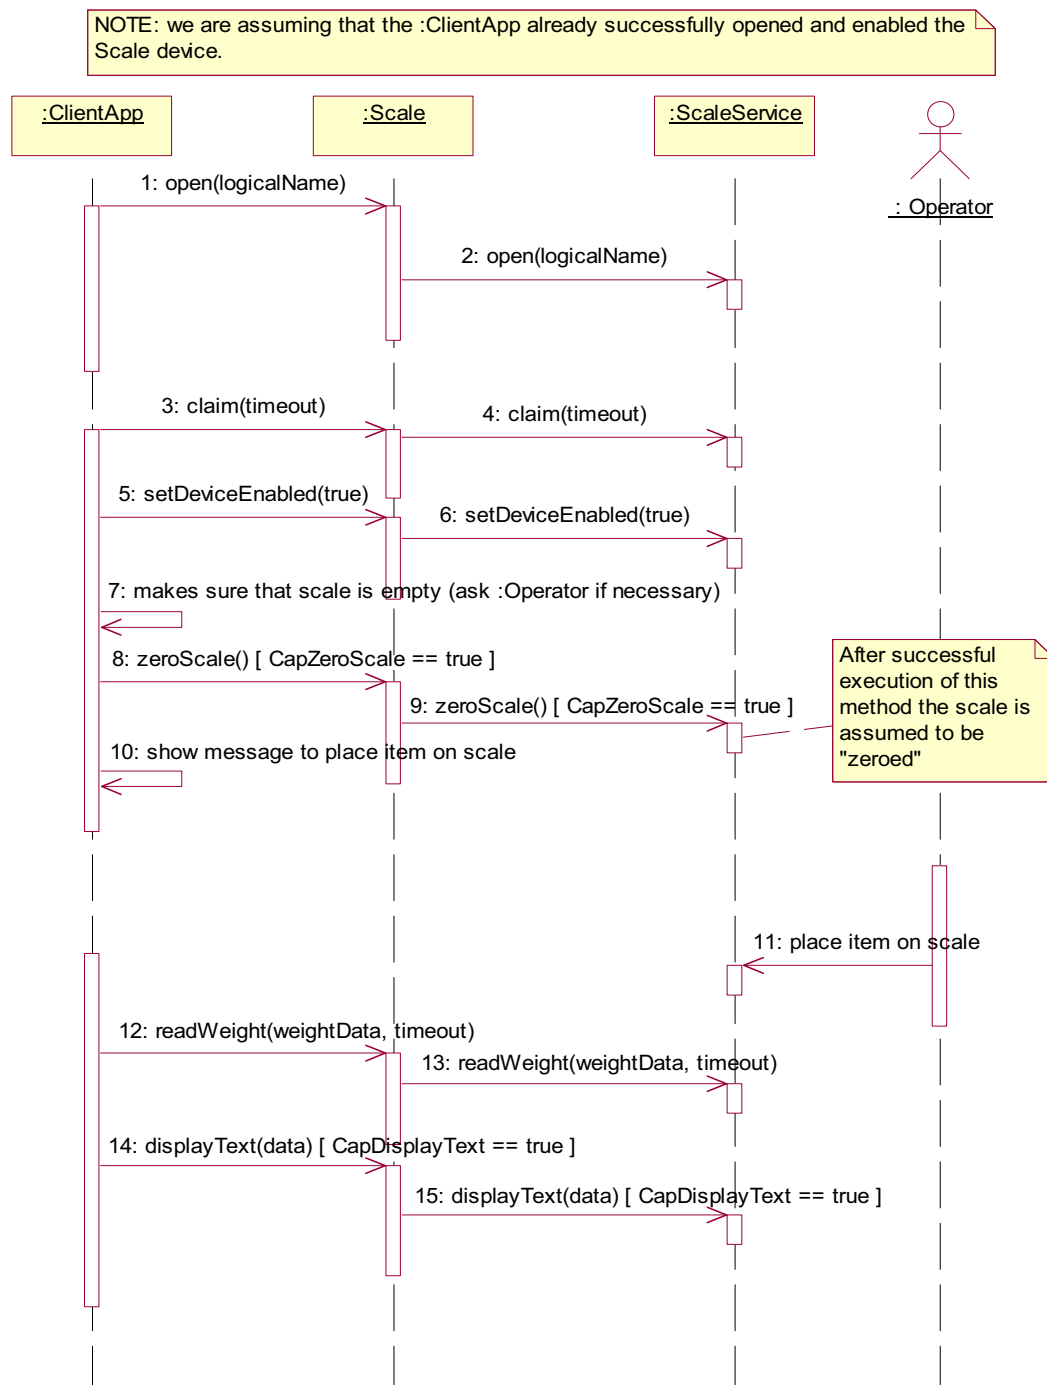 NOTE: we are assuming that the :ClientApp already successfully opened and enabled the
Scale device.
:ClientApp
:Scale
:ScaleService
: Operator
1: open(logicalName)
2: open(logicalName)
3: claim(timeout)
4: claim(timeout)
5: setDeviceEnabled(true)
6: setDeviceEnabled(true)
7: makes sure that scale is empty (ask :Operator if necessary)
8: zeroScale() [ CapZeroScale == true ]
9: zeroScale() [ CapZeroScale == true ]
After successful
execution of this
method the scale is
assumed to be
"zeroed"
10: show message to place item on scale
11: place item on scale
12: readWeight(weightData, timeout)
13: readWeight(weightData, timeout)
14: displayText(data) [ CapDisplayText == true ]
15: displayText(data) [ CapDisplayText == true ]